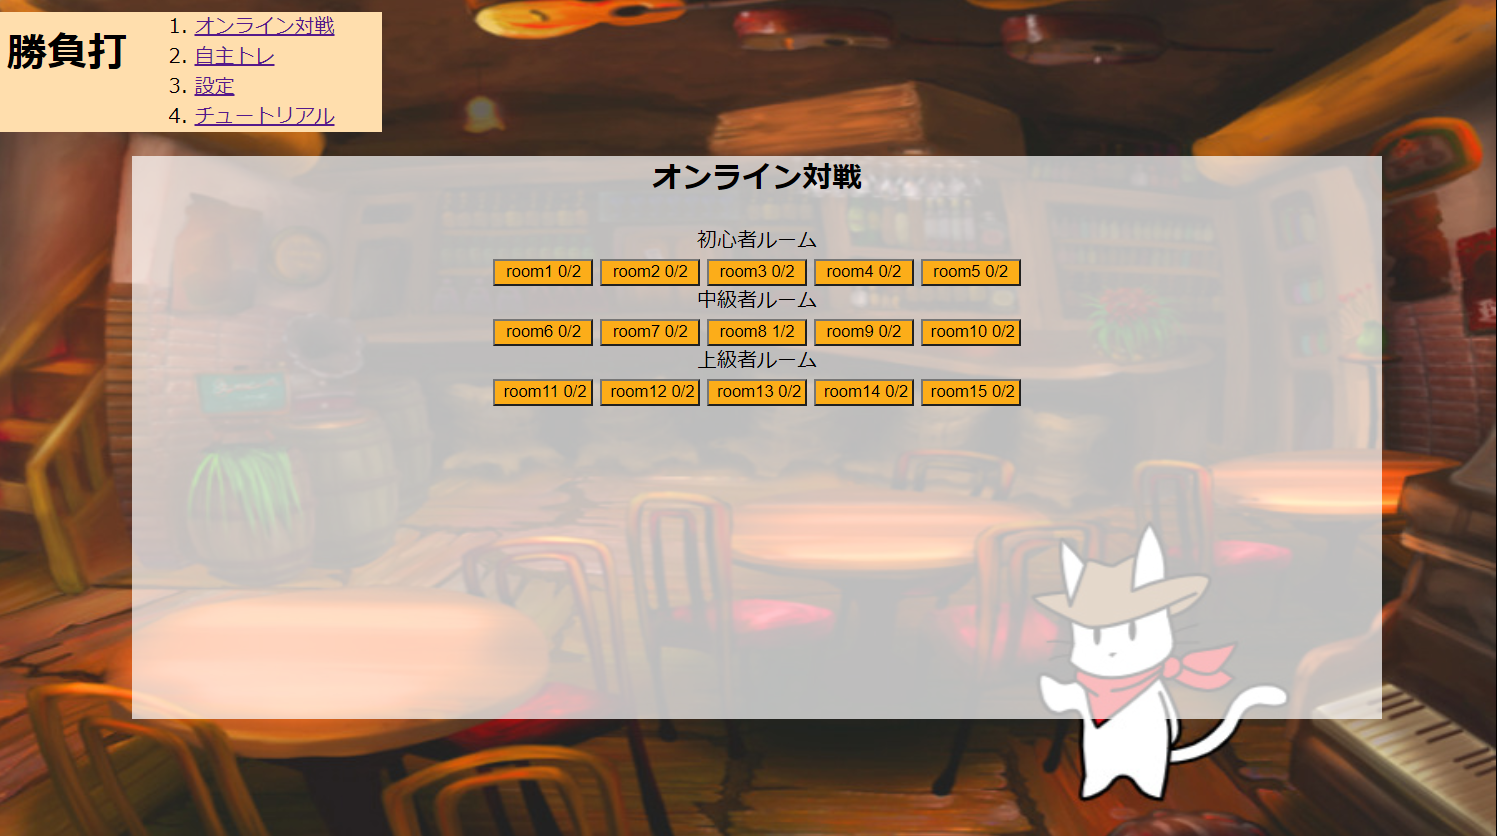 勝負打
1. オンライン対戦
2. 自主トレ
3. 設定
4. チュートリアル
オンライン対戦
初心者ルーム
room1 0/2 room2 0/2 room3 0/2 room4 0/2 room5 0/2
中級者ルーム
room6 0/2 room7 0/2 room8 1/2 room9 0/2 room10 0/2
上級者ルーム
room11 0/2 room12 0/2 room13 0/2 room14 0/2 room15 0/2